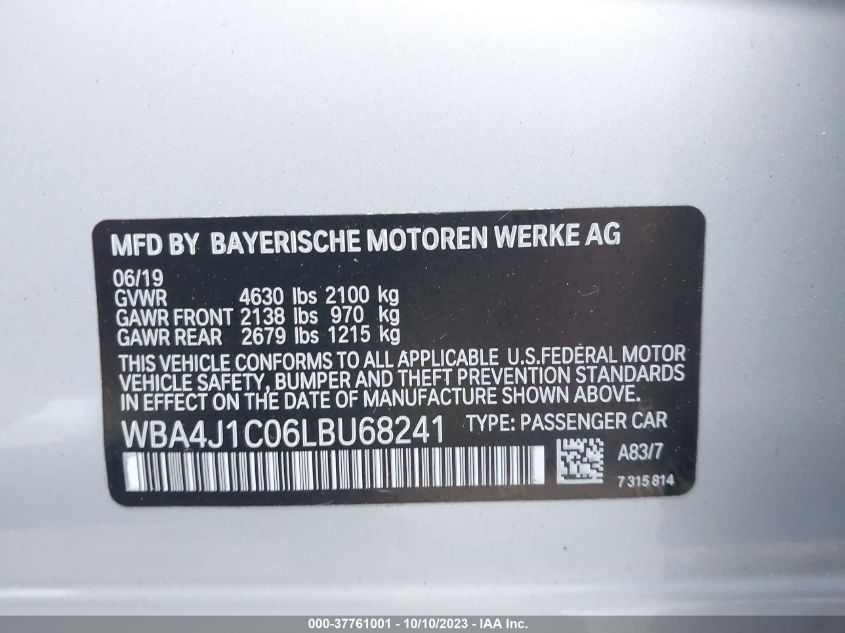 MFD BY BAYERISCHE MOTOREN WERKE AG
06/19
GVWR 4630 lbs 2100 kg
GAWR FRONT 2138 lbs 970 kg
GAWR REAR 2679 lbs 1215 kg
THIS VEHICLE CONFORMS TO ALL APPLICABLE U.S.FEDERAL MOTOR
VEHICLE SAFETY, BUMPER AND THEFT PREVENTION STANDARDS
IN EFFECT ON THE DATE OF MANUFACTURE SHOWN ABOVE.
WBA4J1C06LBU68241 TYPE: PASSENGER CAR
A83/7
7 315 814
000-37761001 - 10/10/2023 - IAA Inc.